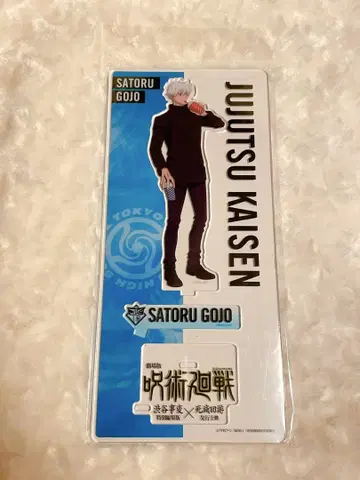 SATORU
GOJO
JUJUTSU KAISEN
TOKYO
HIGH
SATORU GOJO
劇場版
呪術廻戦
渋谷事変 × 死滅回游
特別編集版 先行上映